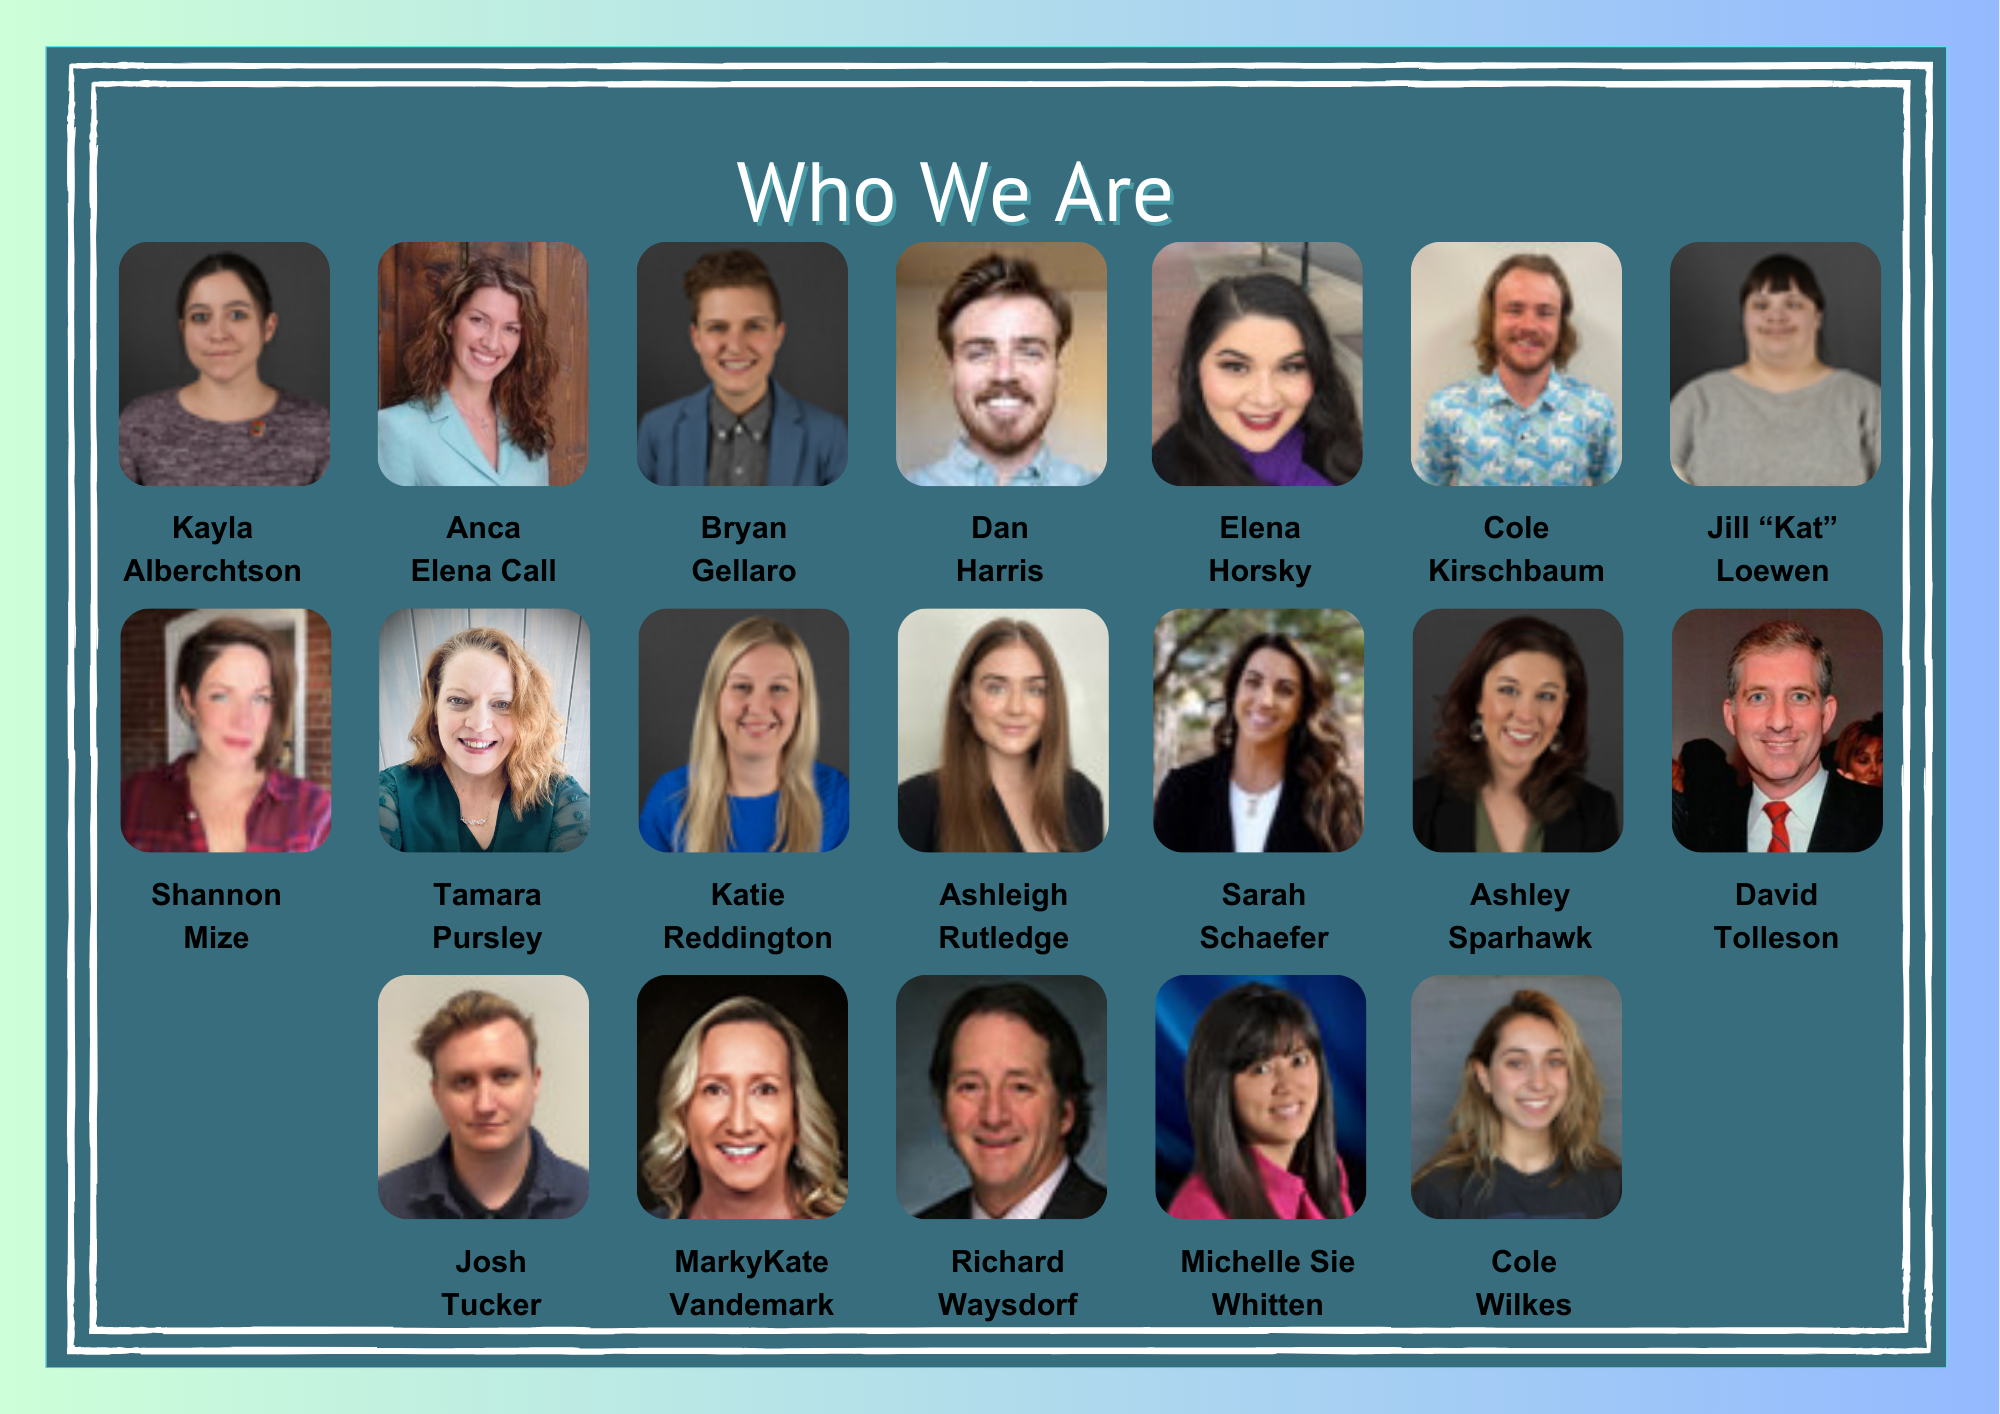 Who We Are
Kayla
Alberchtson
Anca
Elena Call
Bryan
Gellaro
Dan
Harris
Elena
Horsky
Cole
Kirschbaum
Jill “Kat”
Loewen
Shannon
Mize
Tamara
Pursley
Katie
Reddington
Ashleigh
Rutledge
Sarah
Schaefer
Ashley
Sparhawk
David
Tolleson
Josh
Tucker
MarkyKate
Vandemark
Richard
Waysdorf
Michelle Sie
Whitten
Cole
Wilkes